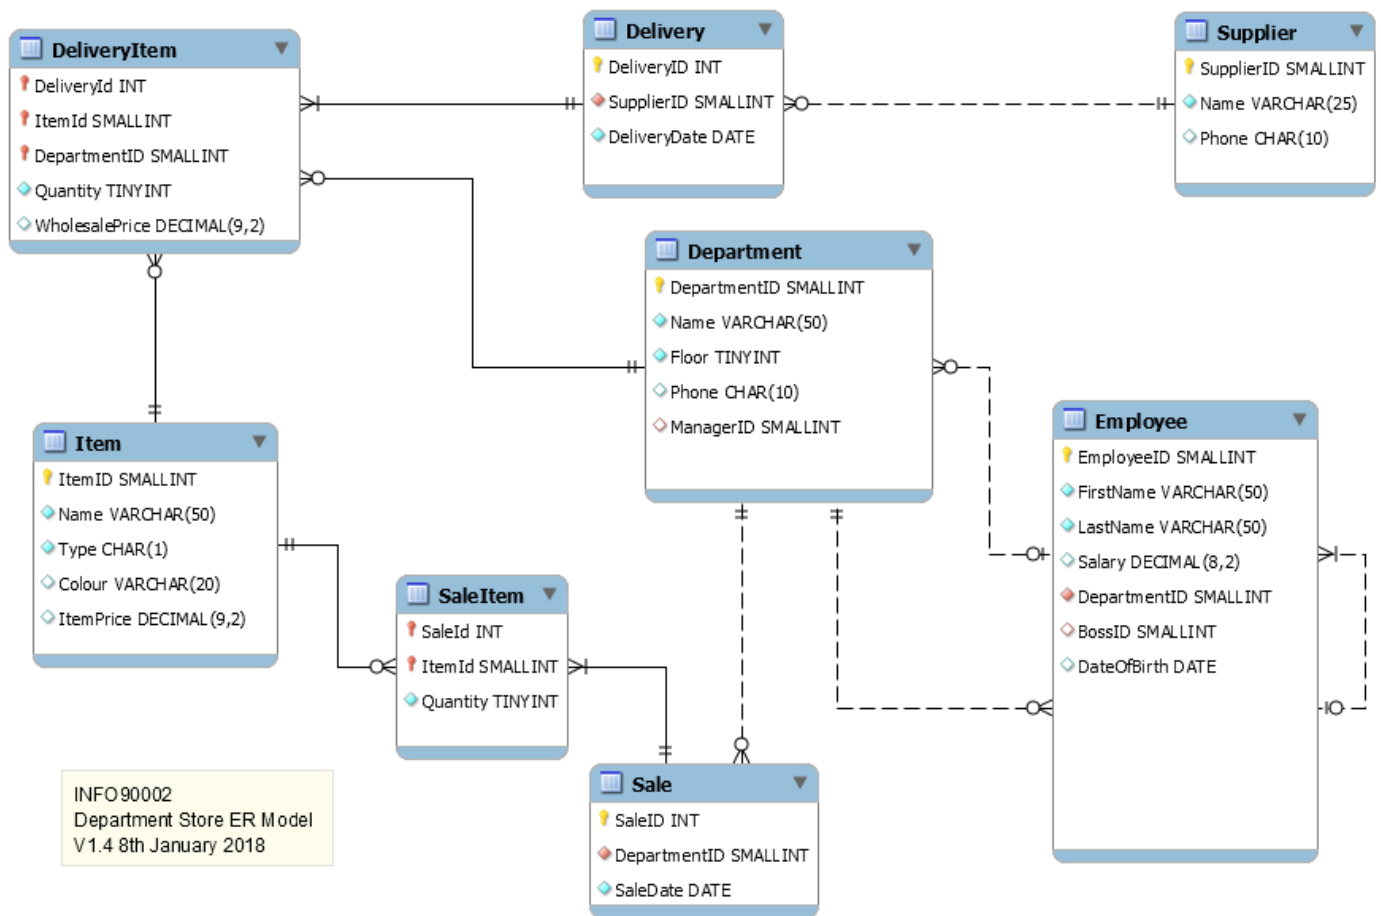 DeliveryItem
DeliveryId INT
ItemId SMALLINT
DepartmentID SMALLINT
Quantity TINYINT
WholesalePrice DECIMAL(9,2)
Delivery
DeliveryID INT
SupplierID SMALLINT
DeliveryDate DATE
Supplier
SupplierID SMALLINT
Name VARCHAR(25)
Phone CHAR(10)
Department
DepartmentID SMALLINT
Name VARCHAR(50)
Floor TINYINT
Phone CHAR(10)
ManagerID SMALLINT
Employee
EmployeeID SMALLINT
FirstName VARCHAR(50)
LastName VARCHAR(50)
Salary DECIMAL(8,2)
DepartmentID SMALLINT
BossID SMALLINT
DateOfBirth DATE
Item
ItemID SMALLINT
Name VARCHAR(50)
Type CHAR(1)
Colour VARCHAR(20)
ItemPrice DECIMAL(9,2)
SaleItem
SaleId INT
ItemId SMALLINT
Quantity TINYINT
Sale
SaleID INT
DepartmentID SMALLINT
SaleDate DATE
INFO90002
Department Store ER Model
V1.4 8th January 2018